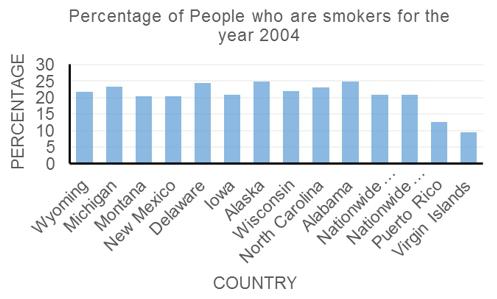 Percentage of People who are smokers for the
year 2004
PERCENTAGE
30
25
20
15
10
5
0
Wyoming
Michigan
Montana
New Mexico
Delaware
Iowa
Alaska
Wisconsin
North Carolina
Alabama
Nationwide ...
Nationwide ...
Puerto Rico
Virgin Islands
COUNTRY